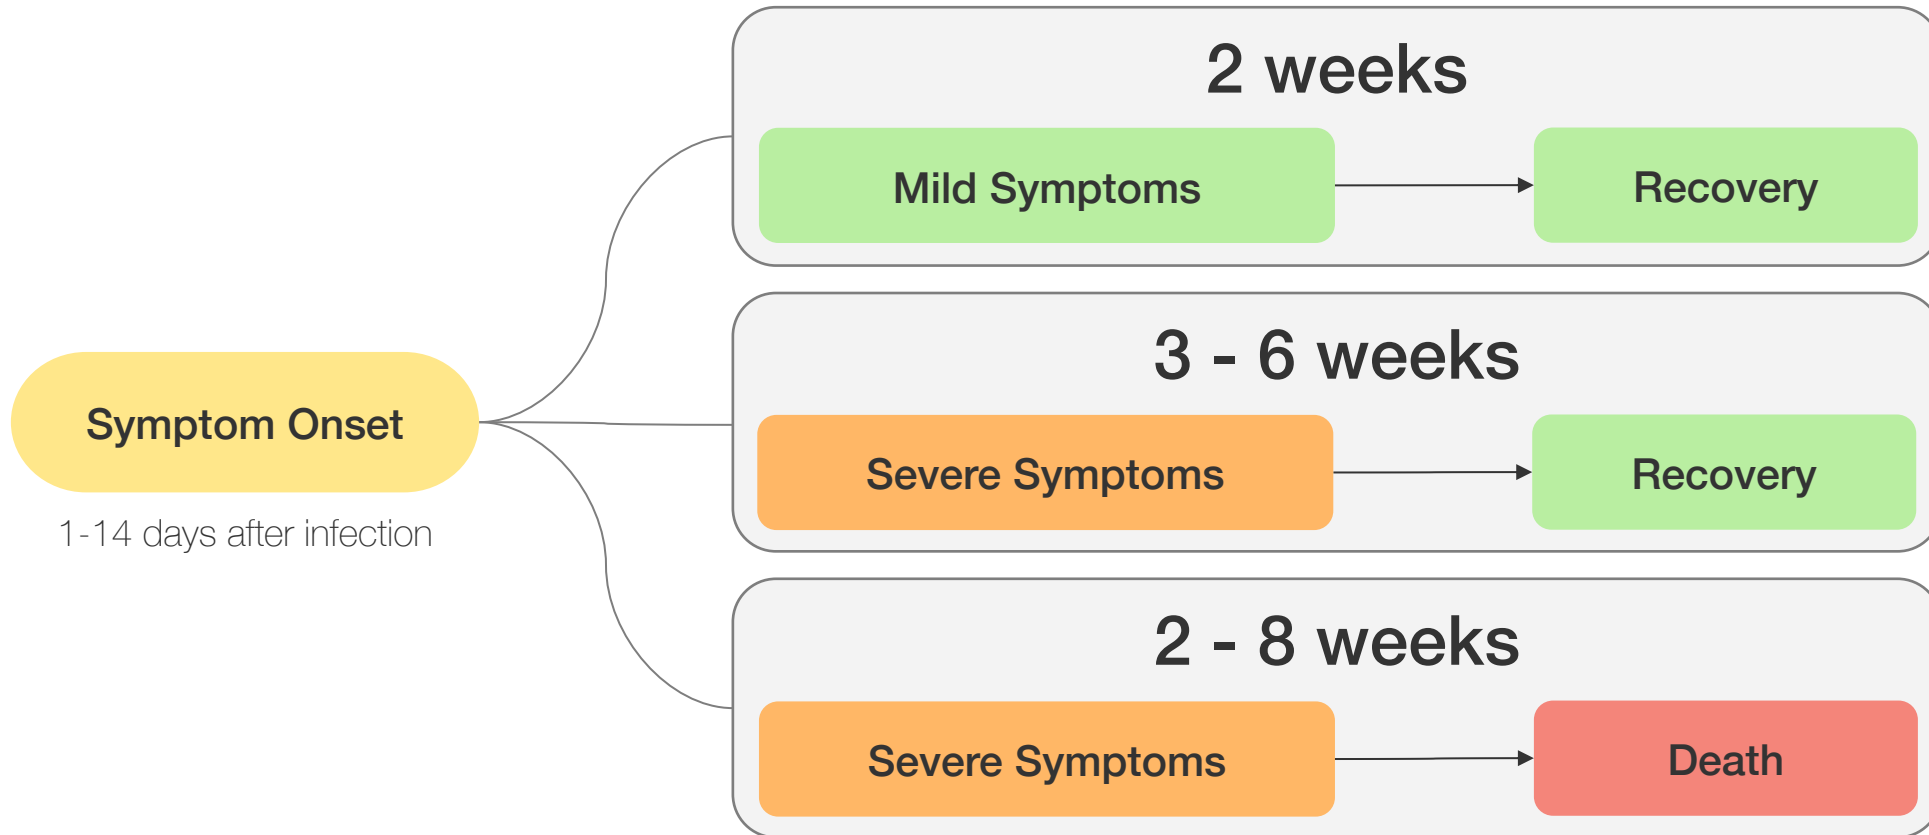 2 weeks
Mild Symptoms
Recovery
3 - 6 weeks
Severe Symptoms
Recovery
Symptom Onset
1-14 days after infection
2 - 8 weeks
Severe Symptoms
Death